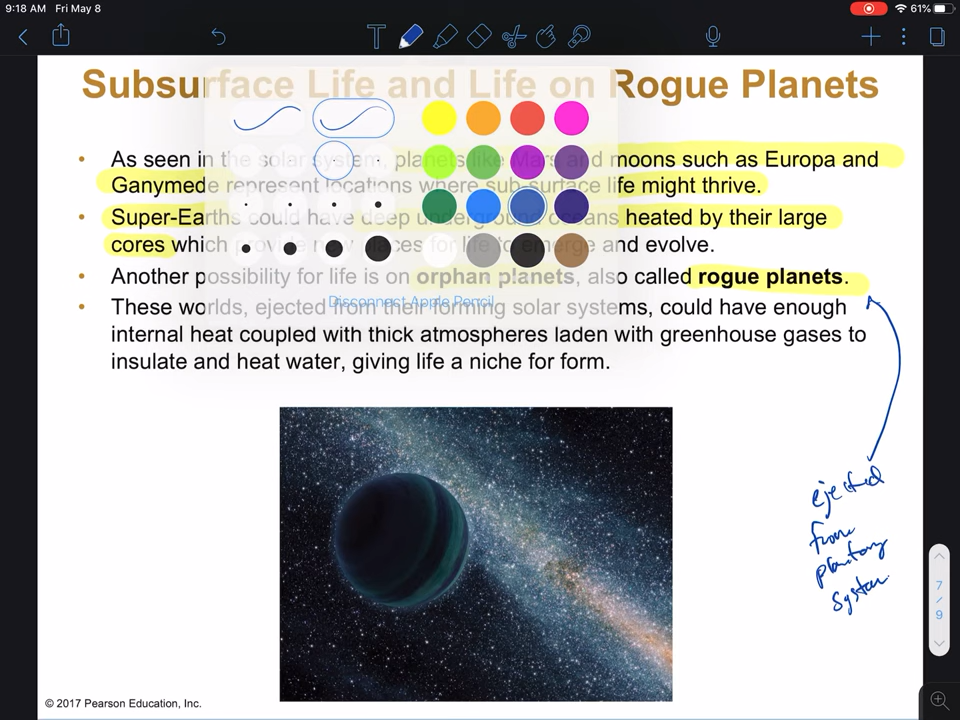 9:18 AM Fri May 8
61%
Subsurface Life and Life on Rogue Planets
• As seen in the solar system, planets like Mars and moons such as Europa and
Ganymede represent locations where sub-surface life might thrive.
• Super-Earths could have deep underground oceans heated by their large
cores which provide new places for life to emerge and evolve.
• Another possibility for life is on orphan planets, also called rogue planets.
Disconnect Apple Pencil
• These worlds, ejected from their forming solar systems, could have enough
internal heat coupled with thick atmospheres laden with greenhouse gases to
insulate and heat water, giving life a niche for form.
ejected
from
planetary
system
7
/
9
© 2017 Pearson Education, Inc.